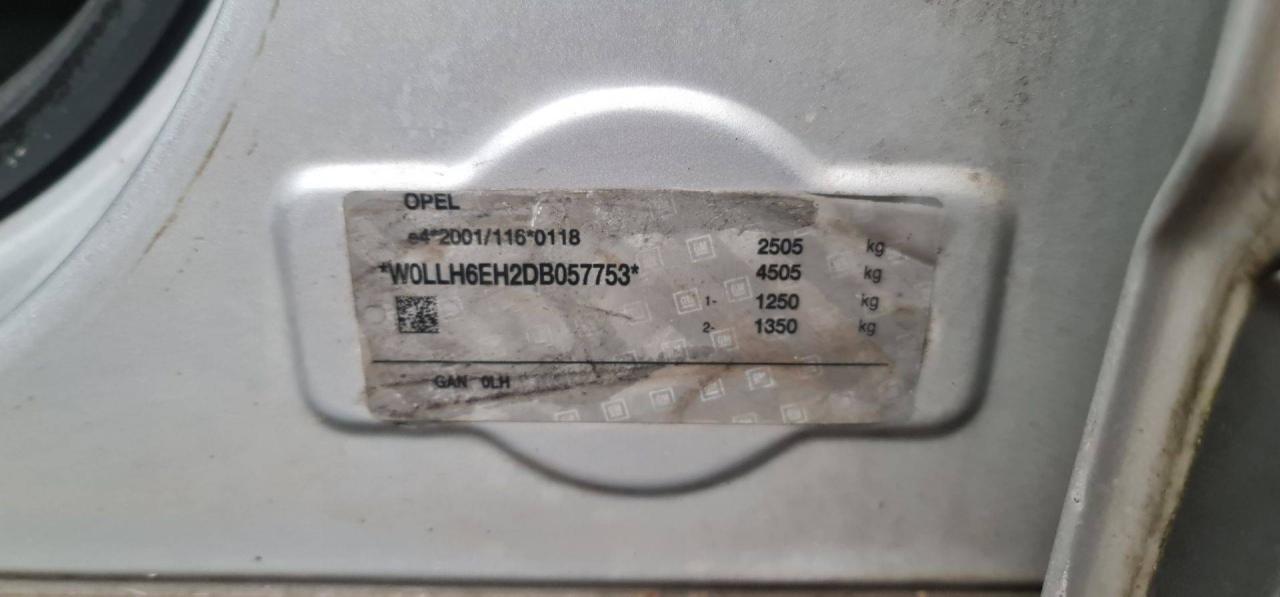 OPEL
e4*2001/116*0118
2505 kg
*W0LLH6EH2DB057753*
4505 kg
1- 1250 kg
2- 1350 kg
GAN 0LH